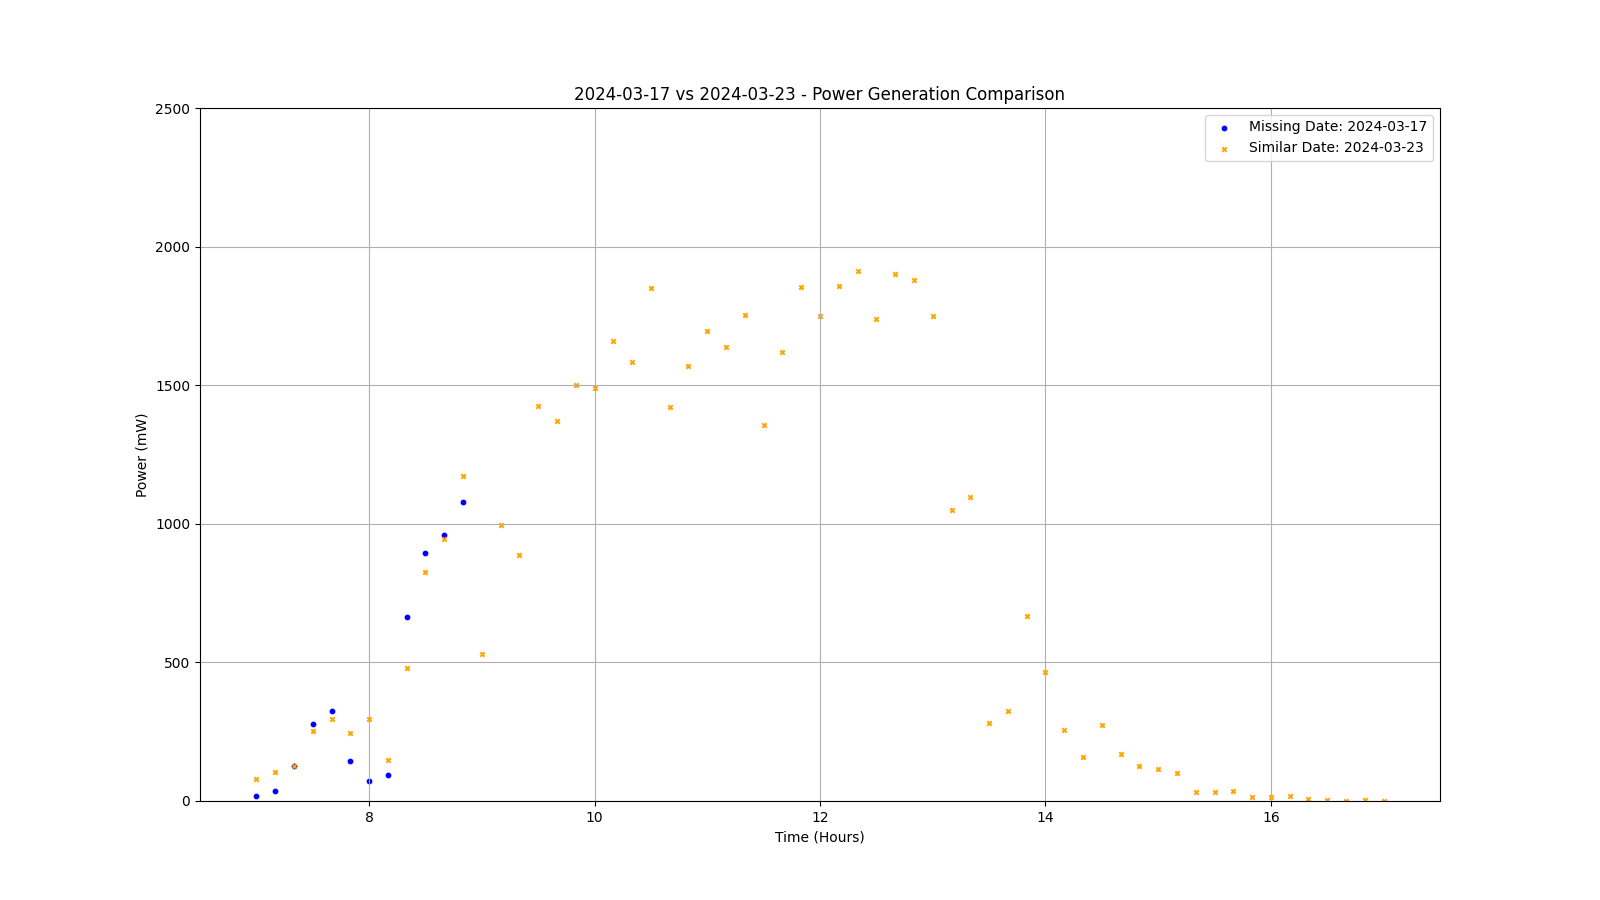 2024-03-17 vs 2024-03-23 - Power Generation Comparison
Missing Date: 2024-03-17
Similar Date: 2024-03-23
2500
2000
1500
1000
500
0
Power (mW)
8 10 12 14 16
Time (Hours)